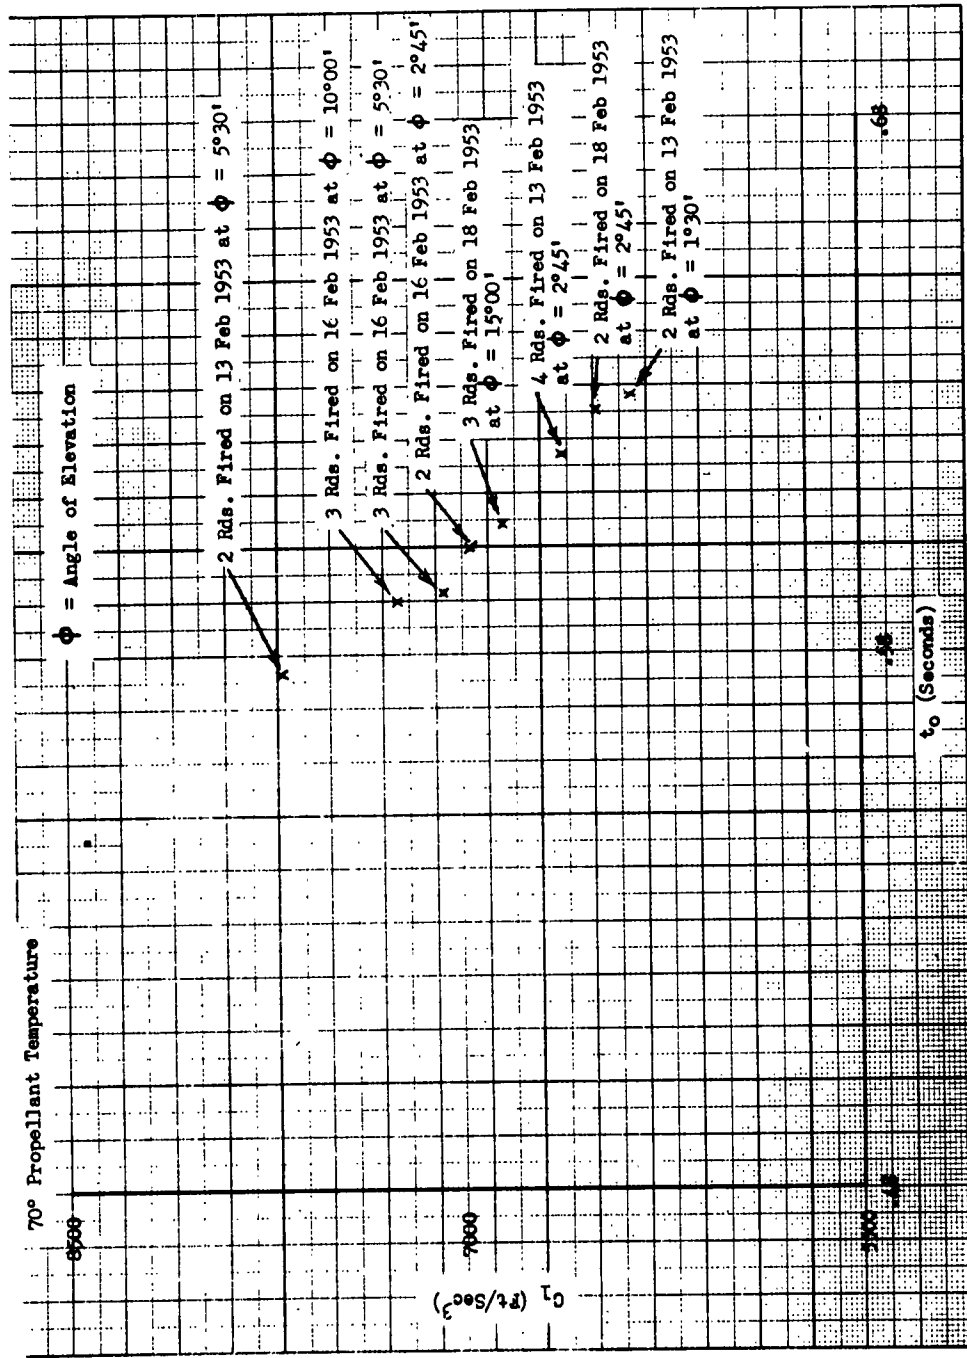 70° Propellant Temperature
ϕ = Angle of Elevation
2 Rds. Fired on 13 Feb 1953 at ϕ = 5°30'
3 Rds. Fired on 16 Feb 1953 at ϕ = 10°00'
3 Rds. Fired on 16 Feb 1953 at ϕ = 5°30'
2 Rds. Fired on 16 Feb 1953 at ϕ = 2°45'
3 Rds. Fired on 18 Feb 1953
at ϕ = 15°00'
4 Rds. Fired on 13 Feb 1953
at ϕ = 2°45'
2 Rds. Fired on 18 Feb 1953
at ϕ = 2°45'
2 Rds. Fired on 13 Feb 1953
at ϕ = 1°30'
8500
7000
C₁ (Ft/Sec³)
.58
.68
t₀ (Seconds)